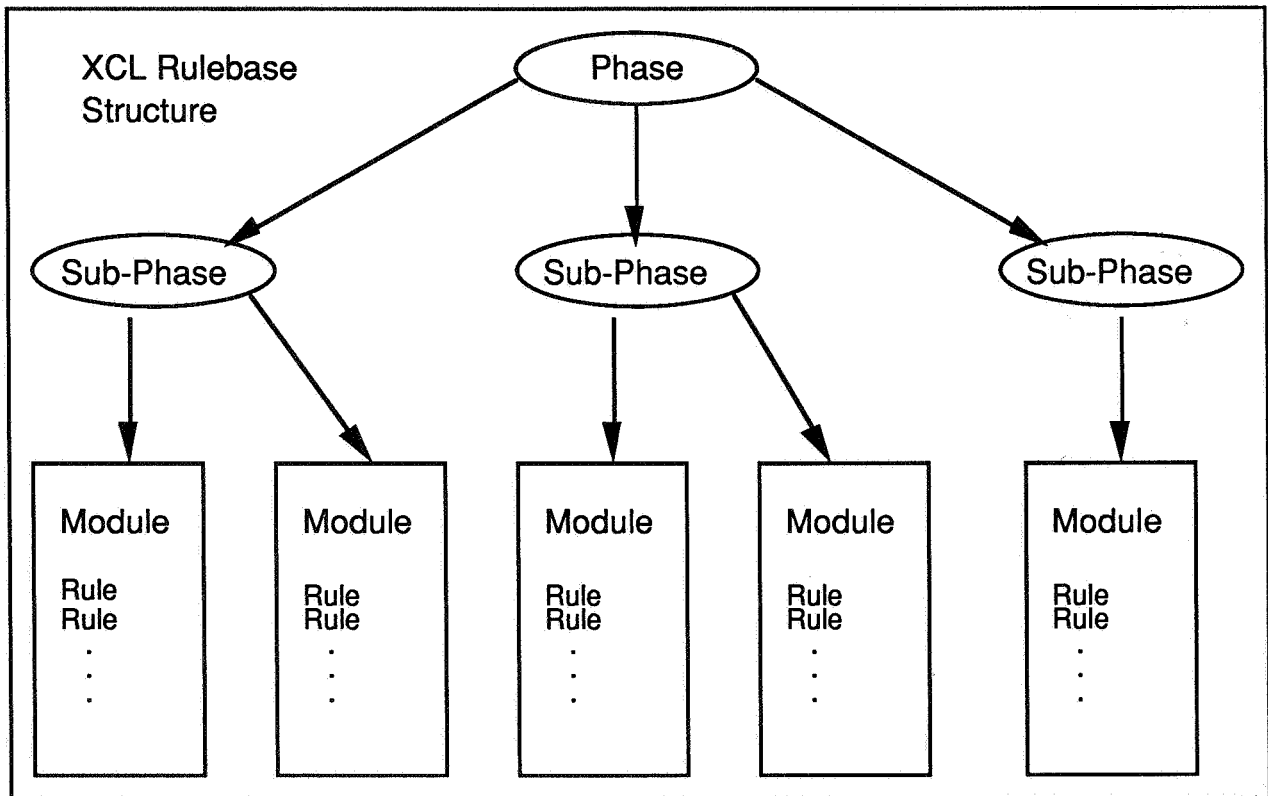 XCL Rulebase
Structure
Phase
Sub-Phase
Sub-Phase
Sub-Phase
Module
Rule
Rule
.
.
.
Module
Rule
Rule
.
.
.
Module
Rule
Rule
.
.
.
Module
Rule
Rule
.
.
.
Module
Rule
Rule
.
.
.